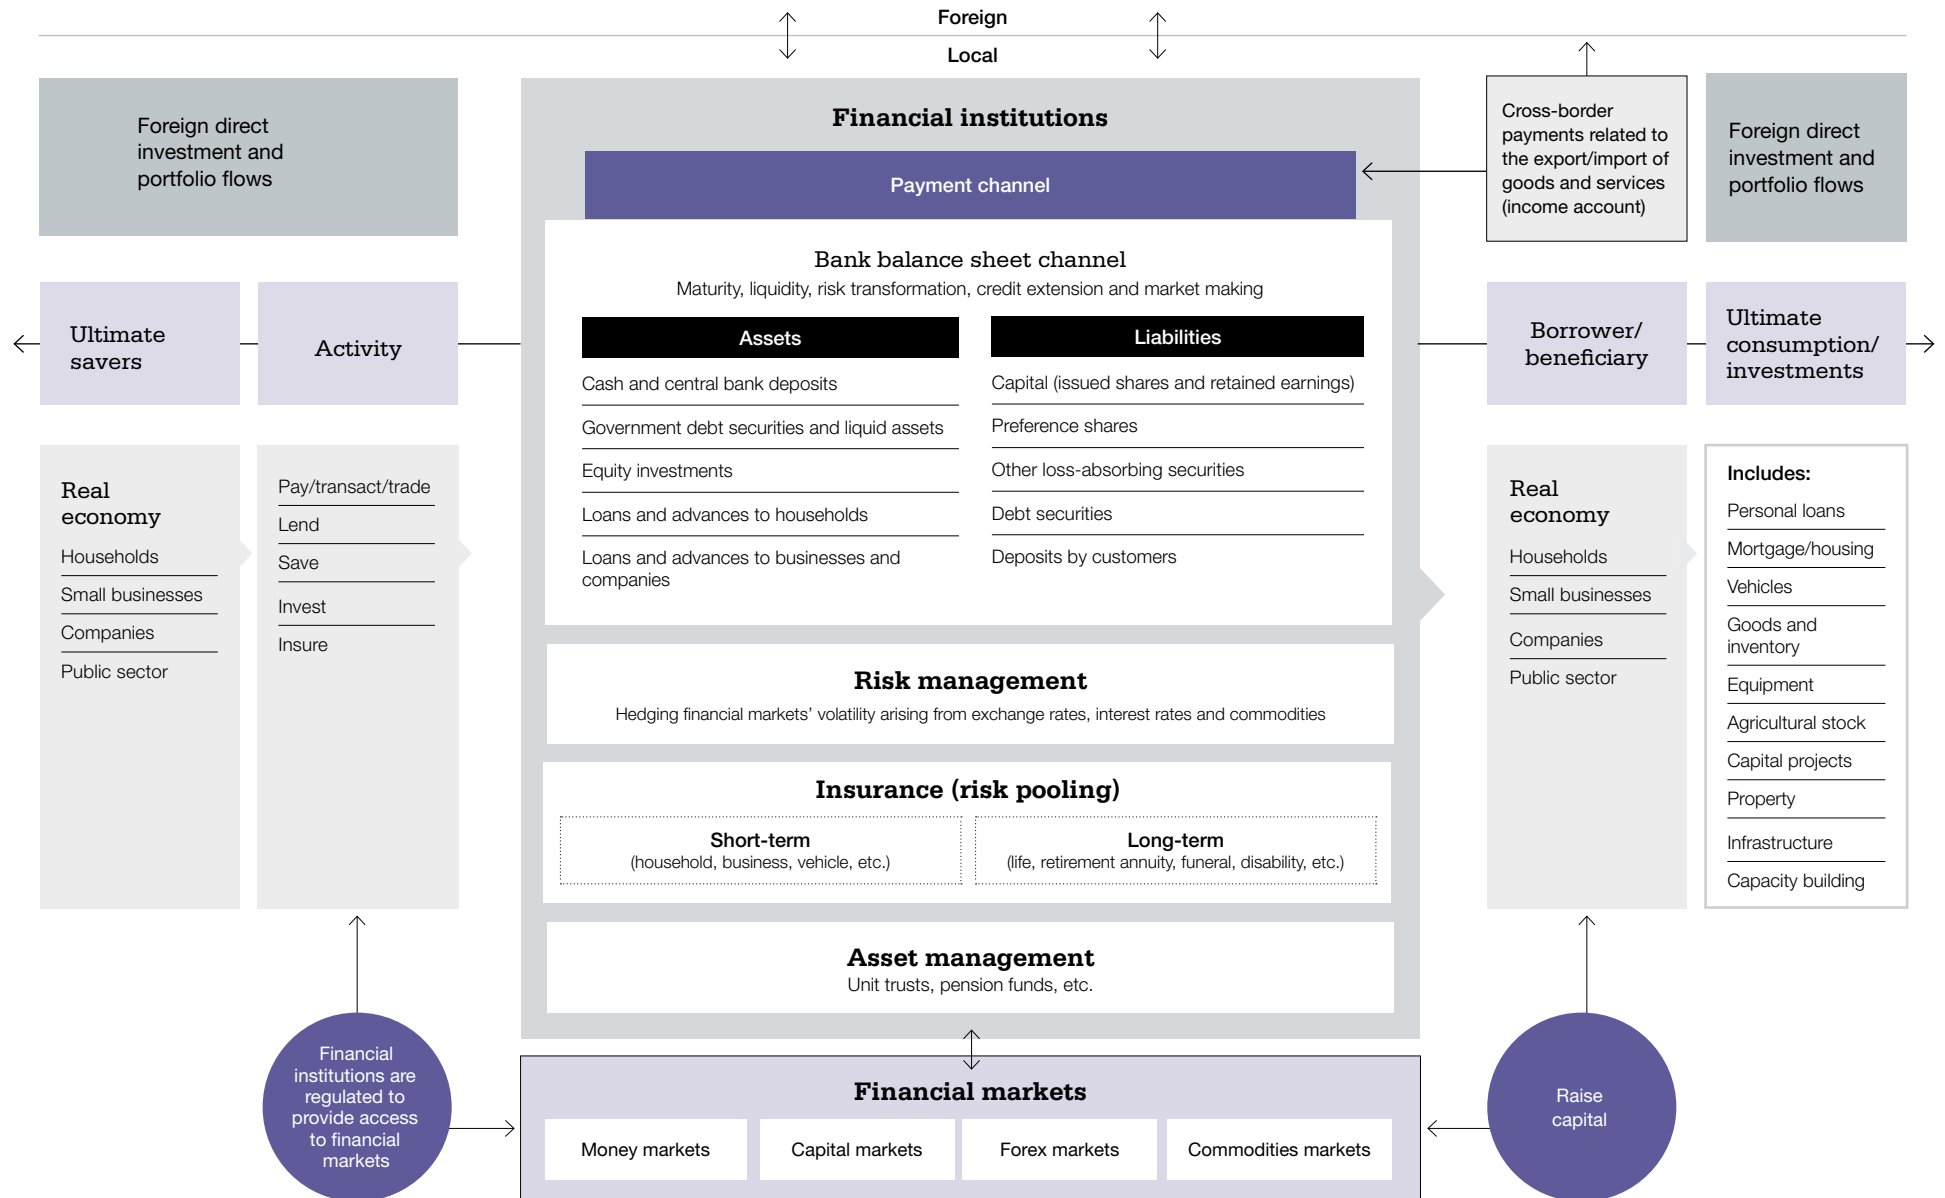 Foreign
Local
Foreign direct
investment and
portfolio flows
Financial institutions
Payment channel
Cross-border
payments related to
the export/import of
goods and services
(income account)
Foreign direct
investment and
portfolio flows
Bank balance sheet channel
Maturity, liquidity, risk transformation, credit extension and market making
Ultimate
savers
Activity
Assets
Cash and central bank deposits
Government debt securities and liquid assets
Equity investments
Loans and advances to households
Loans and advances to businesses and
companies
Liabilities
Capital (issued shares and retained earnings)
Preference shares
Other loss-absorbing securities
Debt securities
Deposits by customers
Borrower/
beneficiary
Ultimate
consumption/
investments
Real
economy
Households
Small businesses
Companies
Public sector
Pay/transact/trade
Lend
Save
Invest
Insure
Risk management
Hedging financial markets’ volatility arising from exchange rates, interest rates and commodities
Insurance (risk pooling)
Short-term
(household, business, vehicle, etc.)
Long-term
(life, retirement annuity, funeral, disability, etc.)
Asset management
Unit trusts, pension funds, etc.
Real
economy
Households
Small businesses
Companies
Public sector
Includes:
Personal loans
Mortgage/housing
Vehicles
Goods and
inventory
Equipment
Agricultural stock
Capital projects
Property
Infrastructure
Capacity building
Financial
institutions are
regulated to
provide access
to financial
markets
Financial markets
Money markets
Capital markets
Forex markets
Commodities markets
Raise
capital